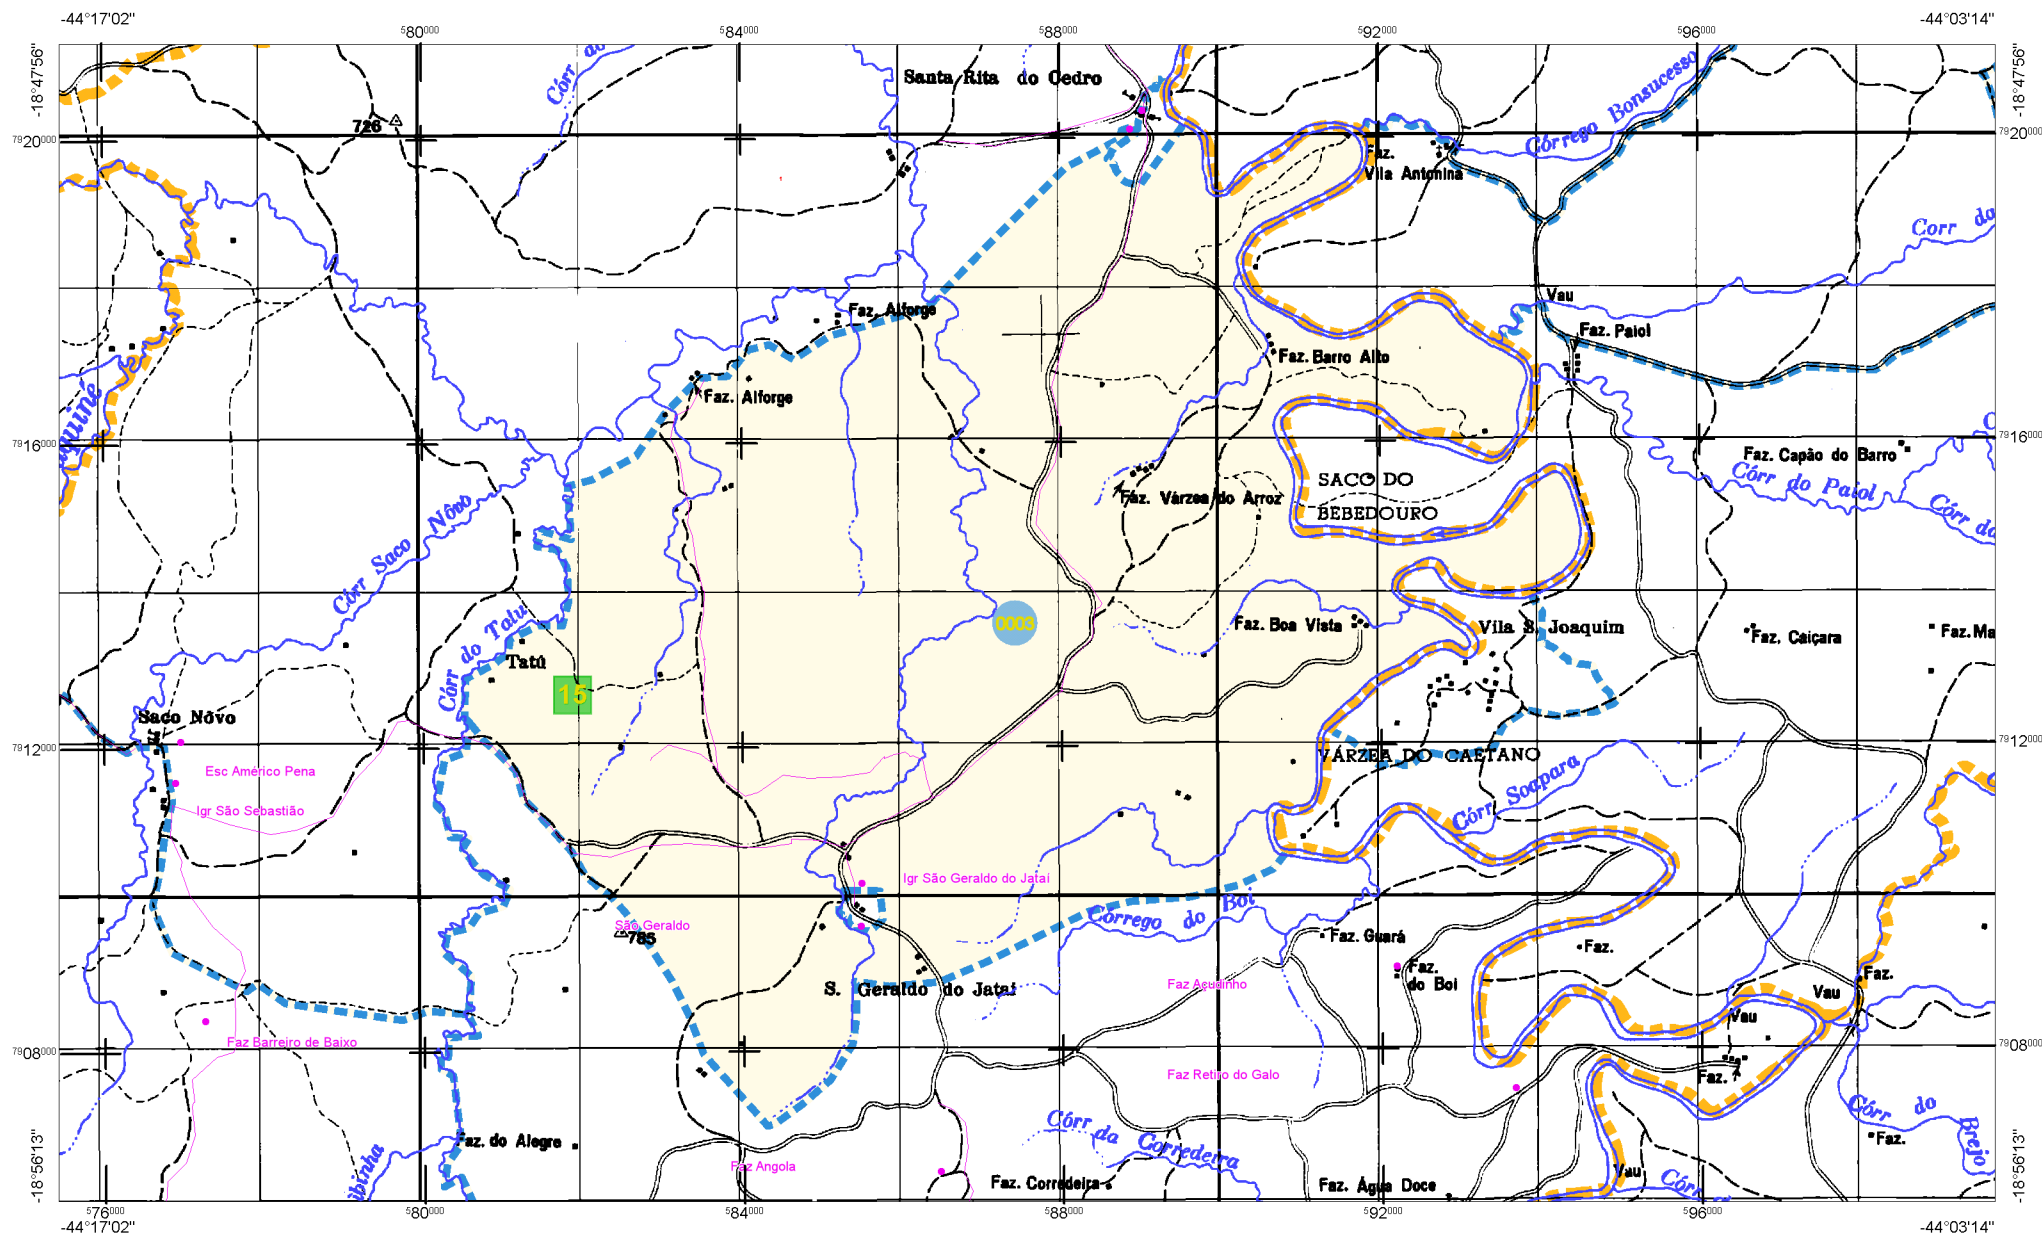 -44°17'02" -44°03'14"
580000 584000 588000 592000 596000
-18°47'56" -18°47'56"
Santa Rita do Cedro
Córr do
Córrego Bonsucesso
726
7920000 7920000
Faz.
Vila Antonina
Corr da
Vau
Faz. Alforge
Faz. Paiol
Faz. Barro Alto
Faz. Alforge
7916000 7916000
Faz. Capão do Barro
SACO DO
Córr do Paiol
Faz. Várzea do Arroz
BEBEDOURO
Córr da
Córr Saco Nôvo
0003
Faz. Boa Vista
Vila S. Joaquim
Faz. Caiçara
Faz. Ma
Córr do Tatu
Tatú
15
Saco Nôvo
7912000 7912000
VÁRZEA DO CAETANO
Esc Américo Pena
Igr São Sebastião
Córr Soapara
Igr São Geraldo do Jatai
Córrego do Boi
São Geraldo
785
Faz. Guará
Faz.
Faz.
do Boi
Faz.
S. Geraldo do Jataí
Faz Açudinho
Vau
Vau
Faz Barreiro de Baixo
7908000 7908000
Faz Retiro do Galo
Faz.
Córr do Brejo
Córr da Corredeira
Faz. do Alegre
Faz.
Faz Angola
ibinha
Faz. Corredeira
Faz. Água Doce
Vau
Córr
-18°56'13" -18°56'13"
576000 580000 584000 588000 592000 596000
-44°17'02" -44°03'14"